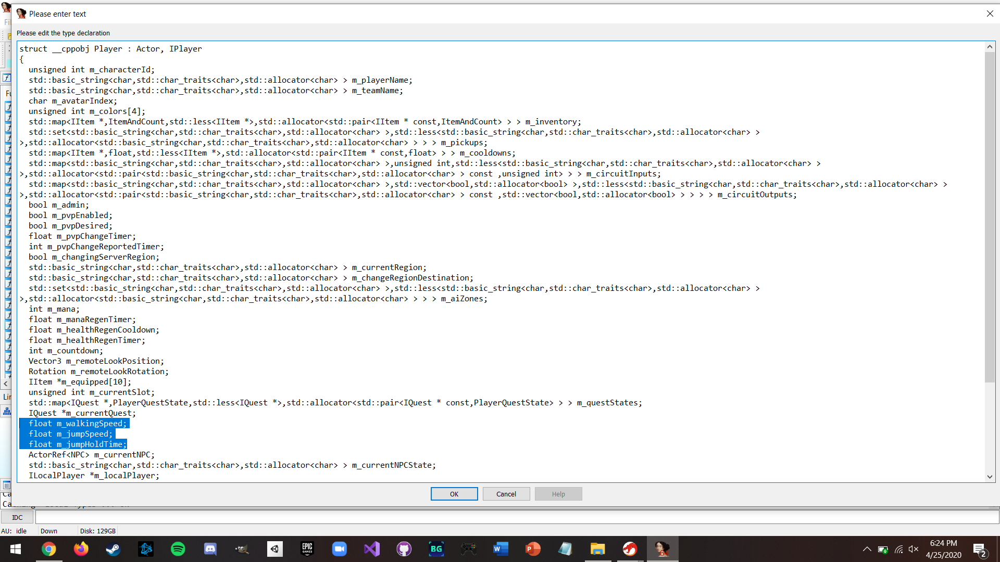 Please enter text
Please edit the type declaration
struct __cppobj Player : Actor, IPlayer
{
unsigned int m_characterId;
std::basic_string<char,std::char_traits<char>,std::allocator<char> > m_playerName;
std::basic_string<char,std::char_traits<char>,std::allocator<char> > m_teamName;
char m_avatarIndex;
unsigned int m_colors[4];
std::map<IItem *,ItemAndCount,std::less<IItem *>,std::allocator<std::pair<IItem * const,ItemAndCount> > > m_inventory;
std::set<std::basic_string<char,std::char_traits<char>,std::allocator<char> >,std::less<std::basic_string<char,std::char_traits<char>,std::allocator<char> >
>,std::allocator<std::basic_string<char,std::char_traits<char>,std::allocator<char> > > > m_pickups;
std::map<IItem *,float,std::less<IItem *>,std::allocator<std::pair<IItem * const,float> > > m_cooldowns;
std::map<std::basic_string<char,std::char_traits<char>,std::allocator<char> >,unsigned int,std::less<std::basic_string<char,std::char_traits<char>,std::allocator<char> >
>,std::allocator<std::pair<std::basic_string<char,std::char_traits<char>,std::allocator<char> > const ,unsigned int> > > m_circuitInputs;
std::map<std::basic_string<char,std::char_traits<char>,std::allocator<char> >,std::vector<bool,std::allocator<bool> >,std::less<std::basic_string<char,std::char_traits<char>,std::allocator<char> >
>,std::allocator<std::pair<std::basic_string<char,std::char_traits<char>,std::allocator<char> > const ,std::vector<bool,std::allocator<bool> > > > > m_circuitOutputs;
bool m_admin;
bool m_pvpEnabled;
bool m_pvpDesired;
float m_pvpChangeTimer;
int m_pvpChangeReportedTimer;
bool m_changingServerRegion;
std::basic_string<char,std::char_traits<char>,std::allocator<char> > m_currentRegion;
std::basic_string<char,std::char_traits<char>,std::allocator<char> > m_changeRegionDestination;
std::set<std::basic_string<char,std::char_traits<char>,std::allocator<char> >,std::less<std::basic_string<char,std::char_traits<char>,std::allocator<char> >
>,std::allocator<std::basic_string<char,std::char_traits<char>,std::allocator<char> > > > m_aiZones;
int m_mana;
float m_manaRegenTimer;
float m_healthRegenCooldown;
float m_healthRegenTimer;
int m_countdown;
Vector3 m_remoteLookPosition;
Rotation m_remoteLookRotation;
IItem *m_equipped[10];
unsigned int m_currentSlot;
std::map<IQuest *,PlayerQuestState,std::less<IQuest *>,std::allocator<std::pair<IQuest * const,PlayerQuestState> > > m_questStates;
IQuest *m_currentQuest;
float m_walkingSpeed;
float m_jumpSpeed;
float m_jumpHoldTime;
ActorRef<NPC> m_currentNPC;
std::basic_string<char,std::char_traits<char>,std::allocator<char> > m_currentNPCState;
ILocalPlayer *m_localPlayer;
OK Cancel Help
IDC
AU: idle Down Disk: 129GB
EPIC GAMES
BG
6:24 PM
4/25/2020
2